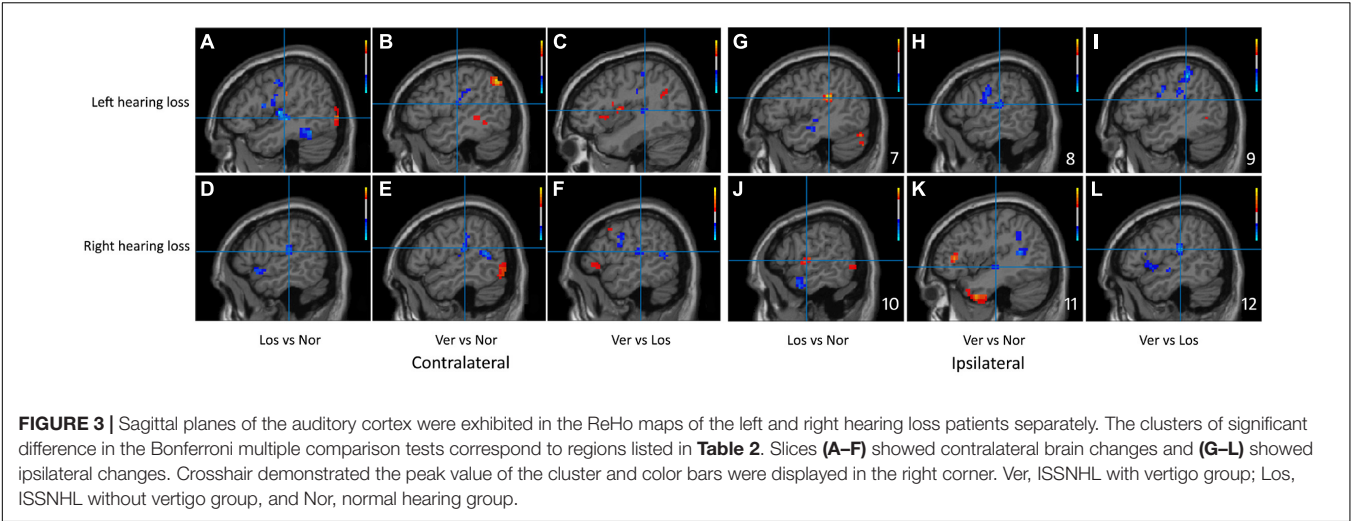 A B C G H I
Left hearing loss
7 8 9
D E F J K L
Right hearing loss
10 11 12
Los vs Nor Ver vs Nor Ver vs Los Los vs Nor Ver vs Nor Ver vs Los
Contralateral Ipsilateral
FIGURE 3 | Sagittal planes of the auditory cortex were exhibited in the ReHo maps of the left and right hearing loss patients separately. The clusters of significant
difference in the Bonferroni multiple comparison tests correspond to regions listed in Table 2. Slices (A–F) showed contralateral brain changes and (G–L) showed
ipsilateral changes. Crosshair demonstrated the peak value of the cluster and color bars were displayed in the right corner. Ver, ISSNHL with vertigo group; Los,
ISSNHL without vertigo group, and Nor, normal hearing group.